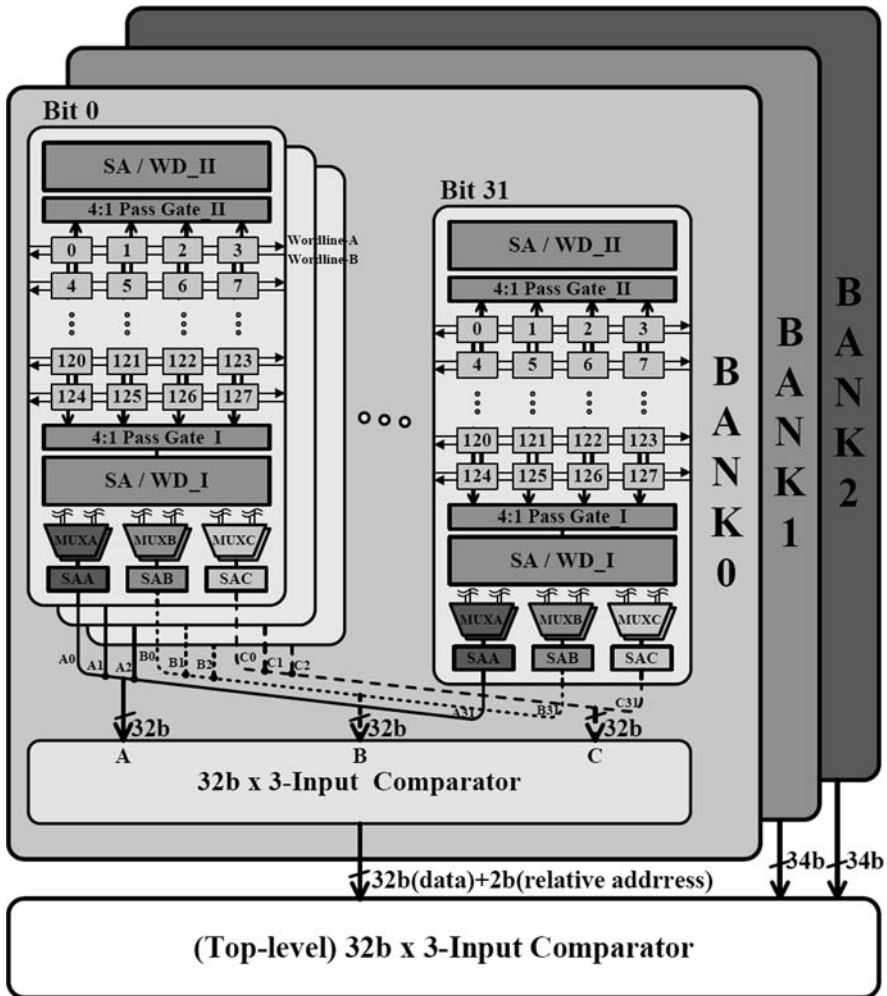 Bit 0
SA / WD_II
4:1 Pass Gate_II
0 1 2 3
Wordline-A
Wordline-B
4 5 6 7
120 121 122 123
124 125 126 127
4:1 Pass Gate_I
SA / WD_I
MUXA MUXB MUXC
SAA SAB SAC
Bit 31
SA / WD_II
4:1 Pass Gate_II
0 1 2 3
4 5 6 7
120 121 122 123
124 125 126 127
4:1 Pass Gate_I
SA / WD_I
MUXA MUXB MUXC
SAA SAB SAC
BANK0
BANK1
BANK2
A0 A1 A2 B0 B1 B2 C0 C1 C2
A31 B31 C31
32b 32b 32b
A B C
32b x 3-Input Comparator
32b(data)+2b(relative addrress)
34b 34b
(Top-level) 32b x 3-Input Comparator